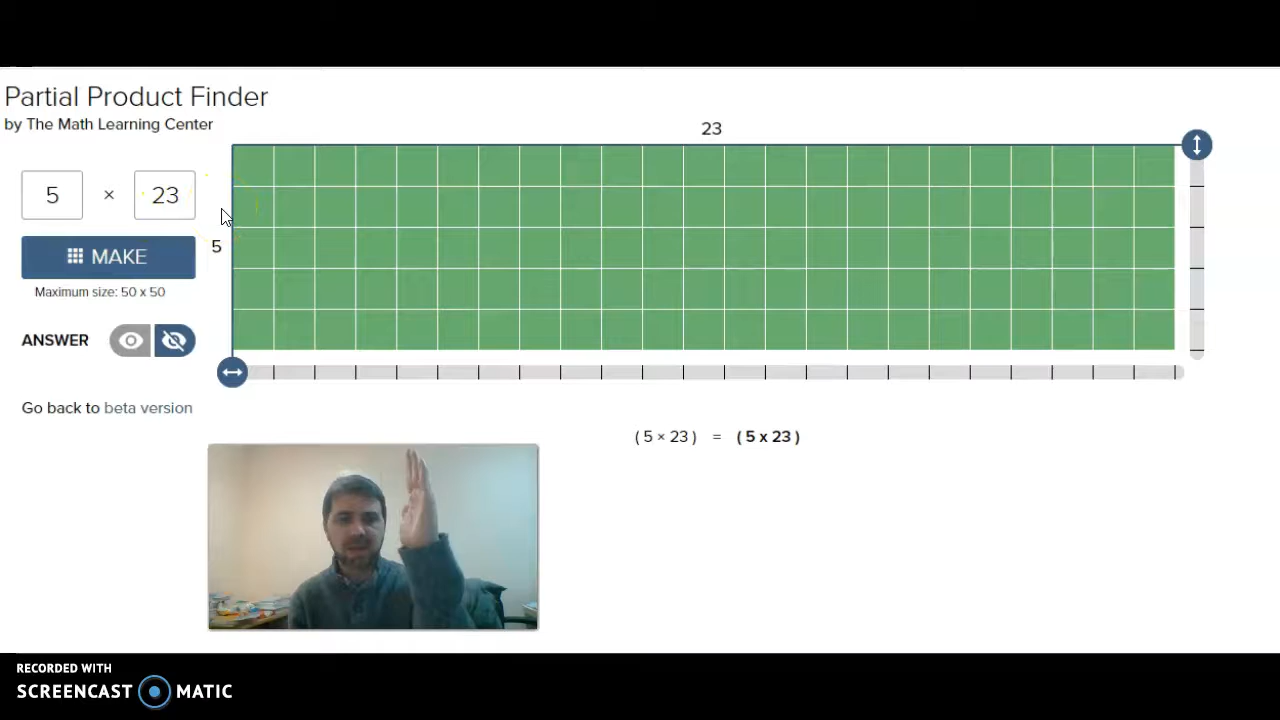 Partial Product Finder
by The Math Learning Center
23
5 × 23
5
MAKE
Maximum size: 50 x 50
ANSWER
Go back to beta version
( 5 × 23 ) = ( 5 x 23 )
RECORDED WITH
SCREENCAST MATIC